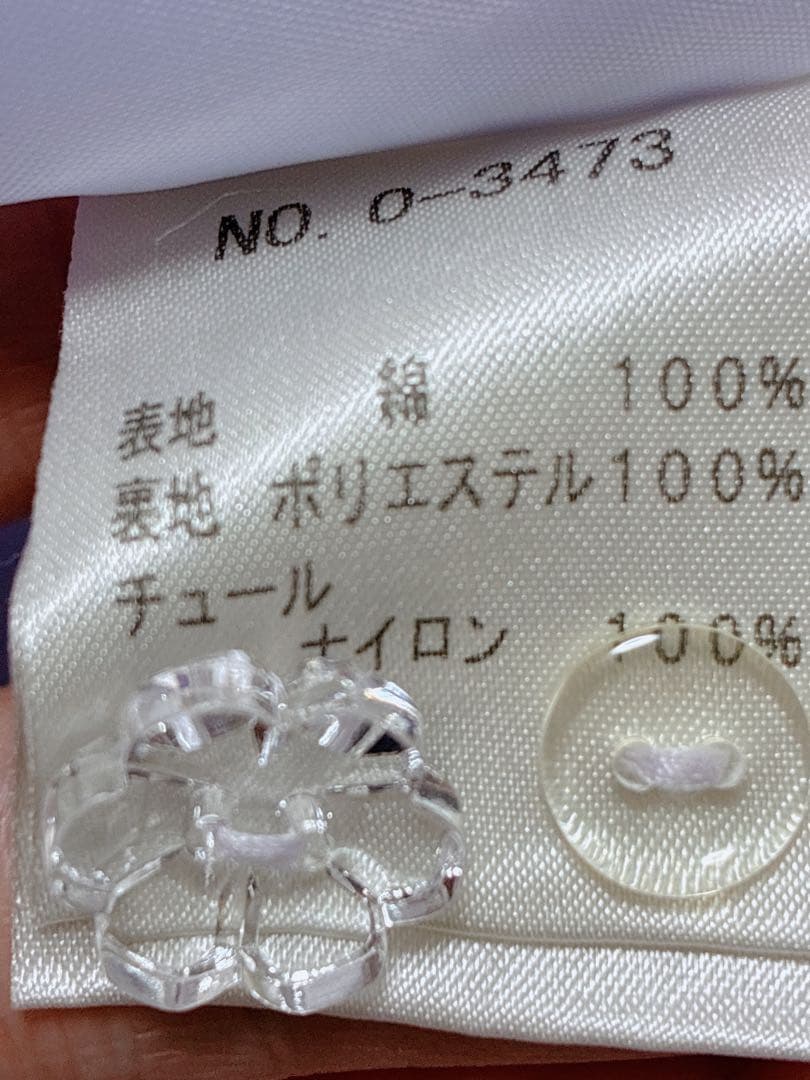 NO. 0-3473
表地 綿 100%
裏地 ポリエステル100%
チュール
ナイロン 100%